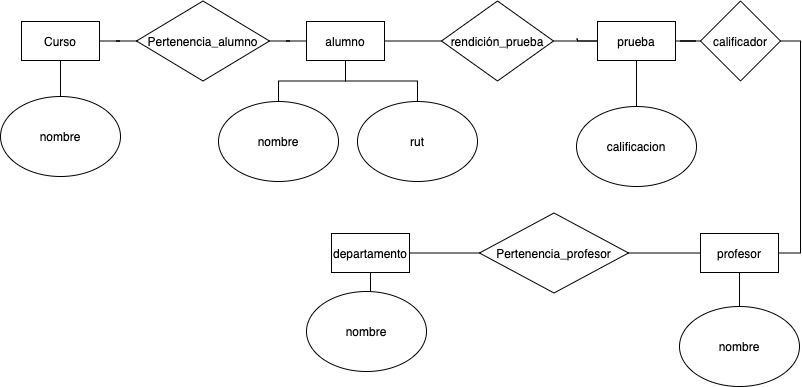 Curso
Pertenencia_alumno
alumno
rendición_prueba
prueba
calificador
nombre
nombre
rut
calificacion
departamento
Pertenencia_profesor
profesor
nombre
nombre